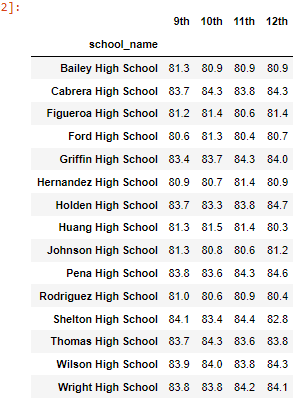 2]:
9th 10th 11th 12th
school_name
Bailey High School 81.3 80.9 80.9 80.9
Cabrera High School 83.7 84.3 83.8 84.3
Figueroa High School 81.2 81.4 80.6 81.4
Ford High School 80.6 81.3 80.4 80.7
Griffin High School 83.4 83.7 84.3 84.0
Hernandez High School 80.9 80.7 81.4 80.9
Holden High School 83.7 83.3 83.8 84.7
Huang High School 81.3 81.5 81.4 80.3
Johnson High School 81.3 80.8 80.6 81.2
Pena High School 83.8 83.6 84.3 84.6
Rodriguez High School 81.0 80.6 80.9 80.4
Shelton High School 84.1 83.4 84.4 82.8
Thomas High School 83.7 84.3 83.6 83.8
Wilson High School 83.9 84.0 83.8 84.3
Wright High School 83.8 83.8 84.2 84.1